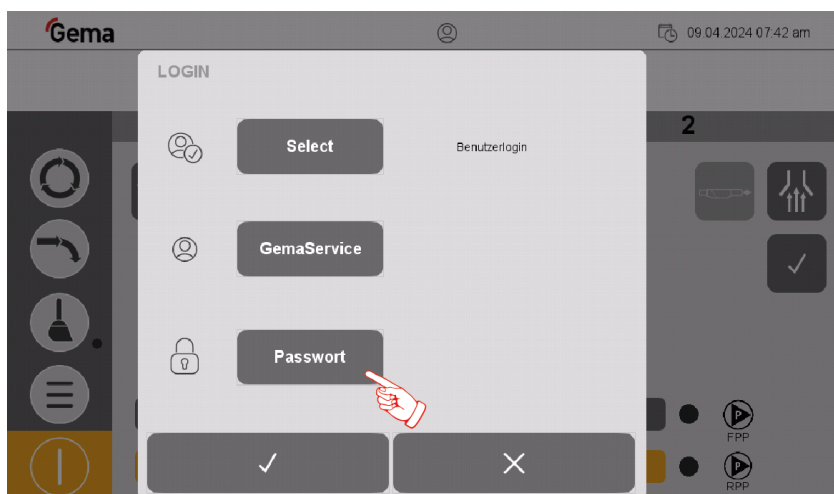 Gema
09.04.2024 07:42 am
LOGIN
2
Select
Benutzerlogin
GemaService
Passwort
P
FPP
P
RPP